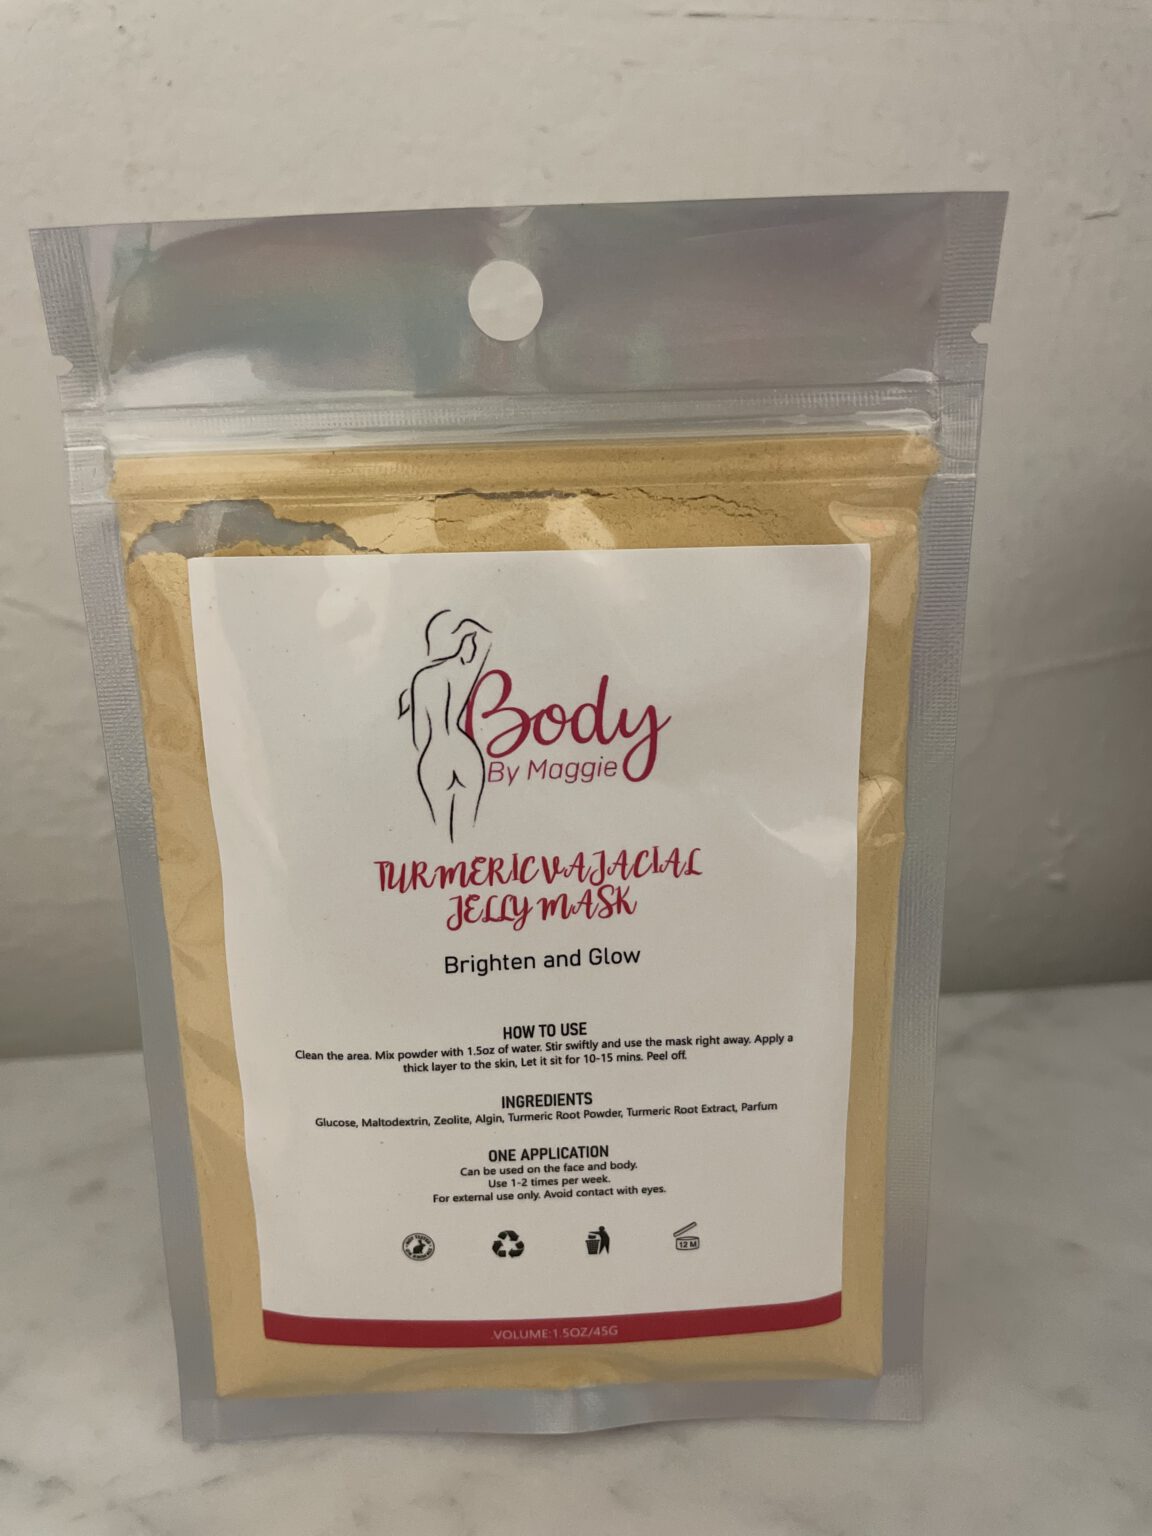 Body
By Maggie
TURMERIC VAJACIAL
JELLY MASK
Brighten and Glow
HOW TO USE
Clean the area. Mix powder with 1.5oz of water. Stir swiftly and use the mask right away. Apply a
thick layer to the skin, Let it sit for 10-15 mins. Peel off.
INGREDIENTS
Glucose, Maltodextrin, Zeolite, Algin, Turmeric Root Powder, Turmeric Root Extract, Parfum
ONE APPLICATION
Can be used on the face and body.
Use 1-2 times per week.
For external use only. Avoid contact with eyes.
12 M
.VOLUME:1.5OZ/45G